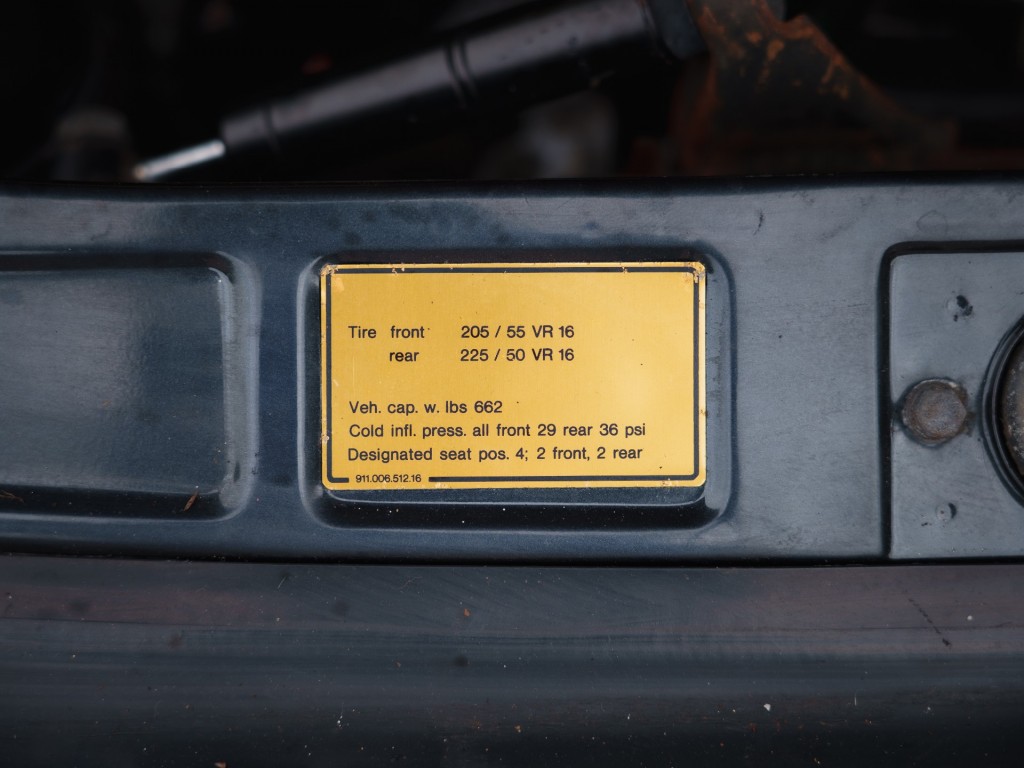 Tire front 205 / 55 VR 16
rear 225 / 50 VR 16
Veh. cap. w. lbs 662
Cold infl. press. all front 29 rear 36 psi
Designated seat pos. 4; 2 front, 2 rear
911.006.512.16